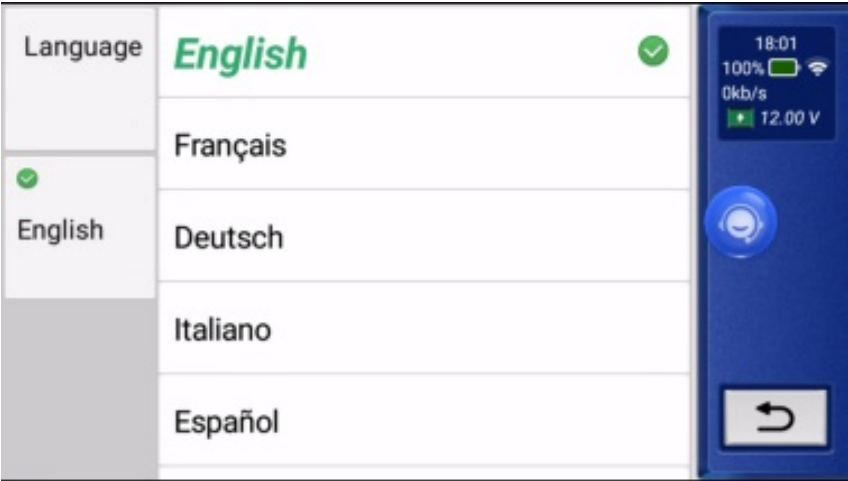 Language
English
English
Français
Deutsch
Italiano
Español
18:01
100%
0kb/s
12.00 V